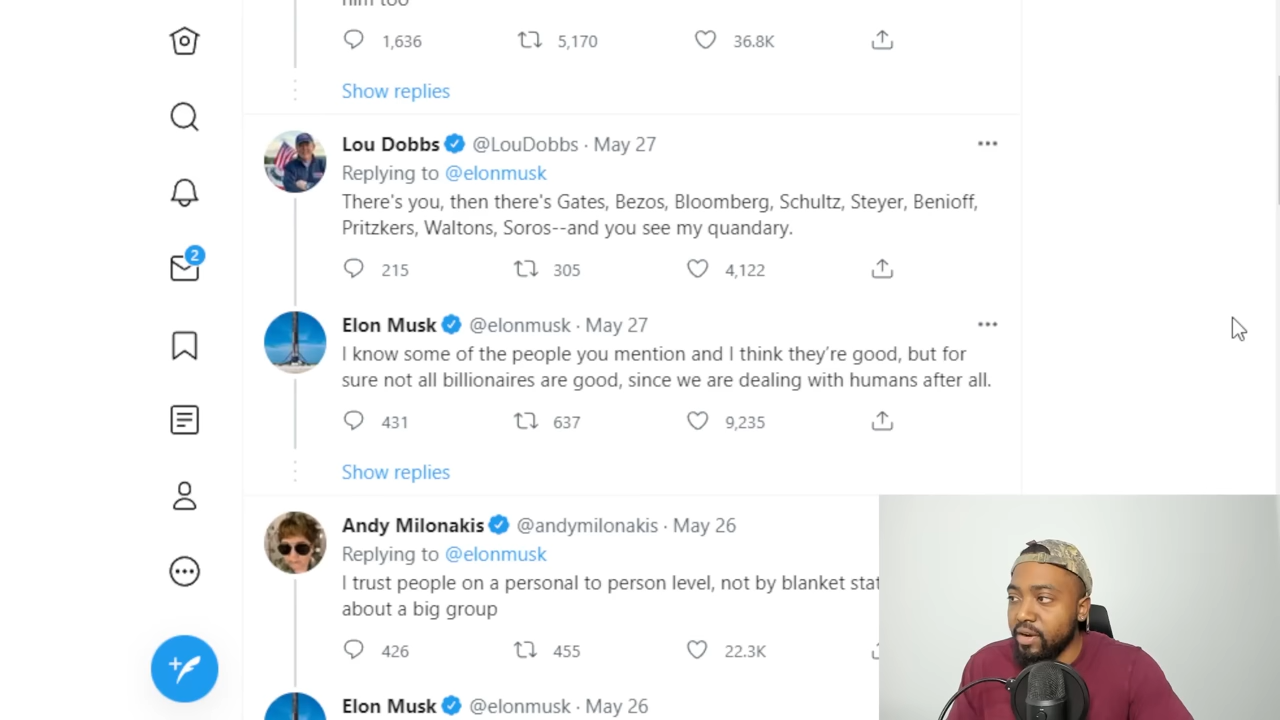 him too
1,636 5,170 36.8K
Show replies
Lou Dobbs @LouDobbs · May 27
Replying to @elonmusk
There's you, then there's Gates, Bezos, Bloomberg, Schultz, Steyer, Benioff,
Pritzkers, Waltons, Soros--and you see my quandary.
215 305 4,122
2
Elon Musk @elonmusk · May 27
I know some of the people you mention and I think they're good, but for
sure not all billionaires are good, since we are dealing with humans after all.
431 637 9,235
Show replies
Andy Milonakis @andymilonakis · May 26
Replying to @elonmusk
I trust people on a personal to person level, not by blanket stat
about a big group
426 455 22.3K
Elon Musk @elonmusk · May 26